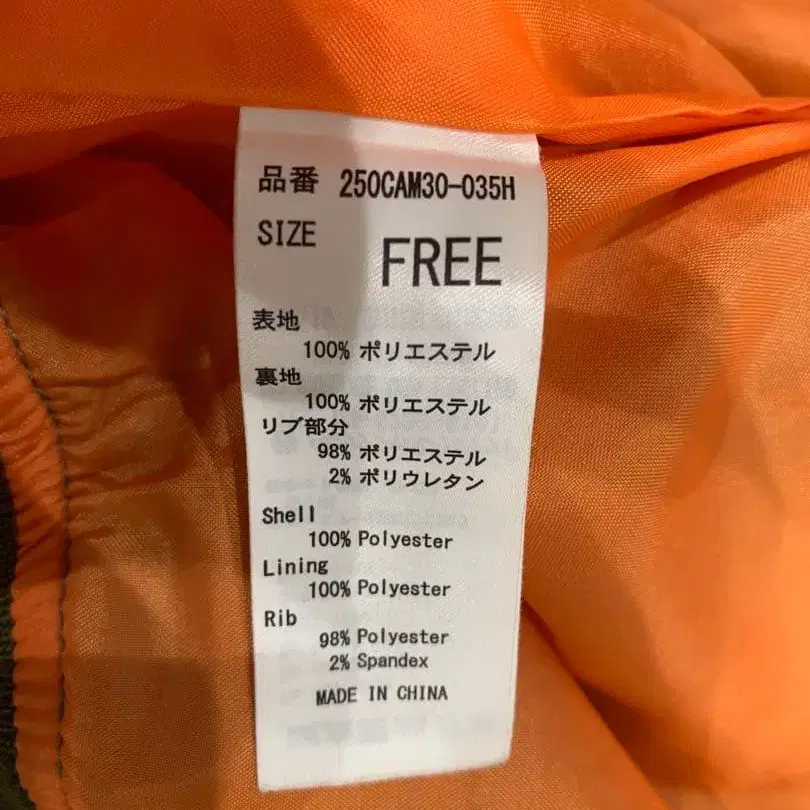 品番 250CAM30-035H
SIZE FREE
表地
100% ポリエステル
裏地
100% ポリエステル
リブ部分
98% ポリエステル
2% ポリウレタン
Shell
100% Polyester
Lining
100% Polyester
Rib
98% Polyester
2% Spandex
MADE IN CHINA